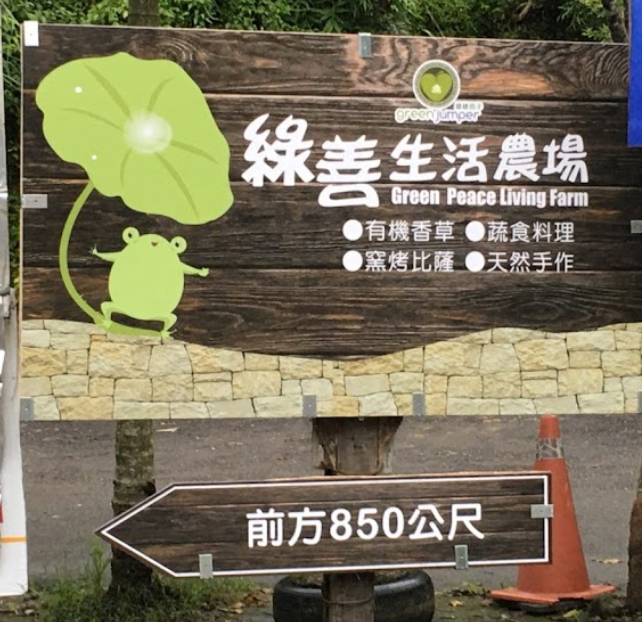 green jumper
綠善生活農場
Green Peace Living Farm
●有機香草 ●蔬食料理
●窯烤比薩 ●天然手作
前方850公尺